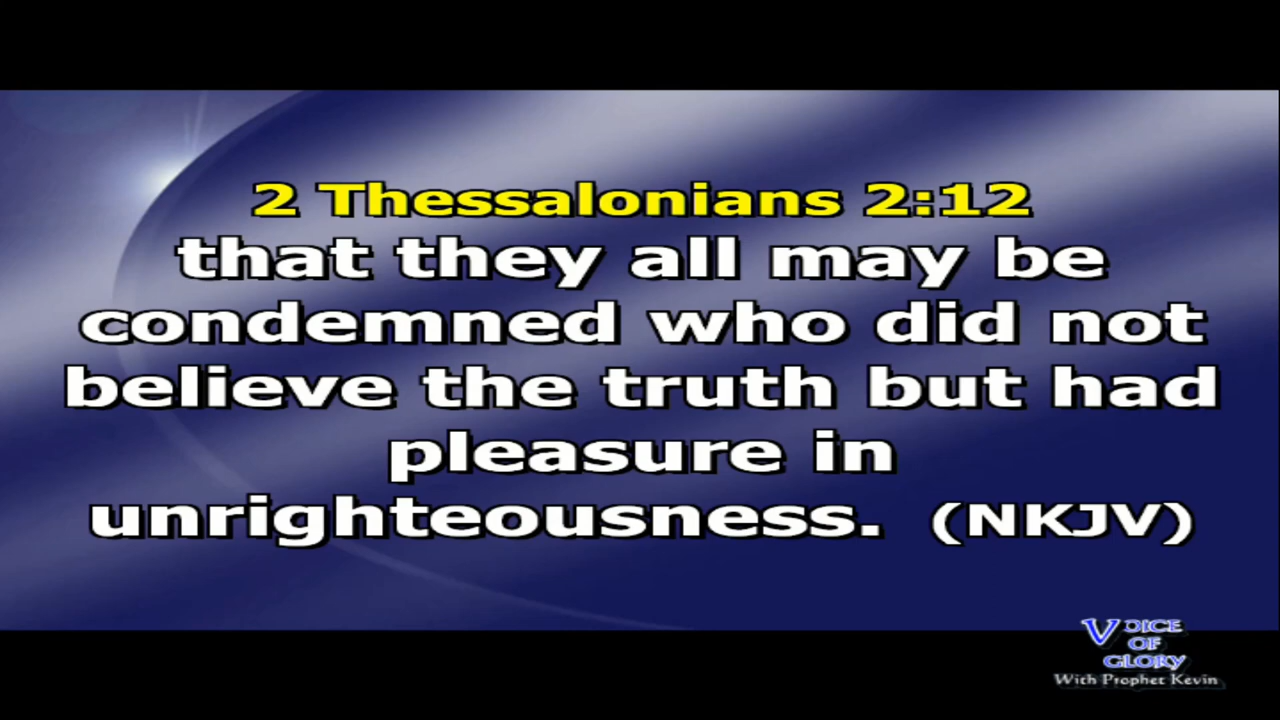 2 Thessalonians 2:12
that they all may be
condemned who did not
believe the truth but had
pleasure in
unrighteousness. (NKJV)
VOICE
OF
GLORY
With Prophet Kevin